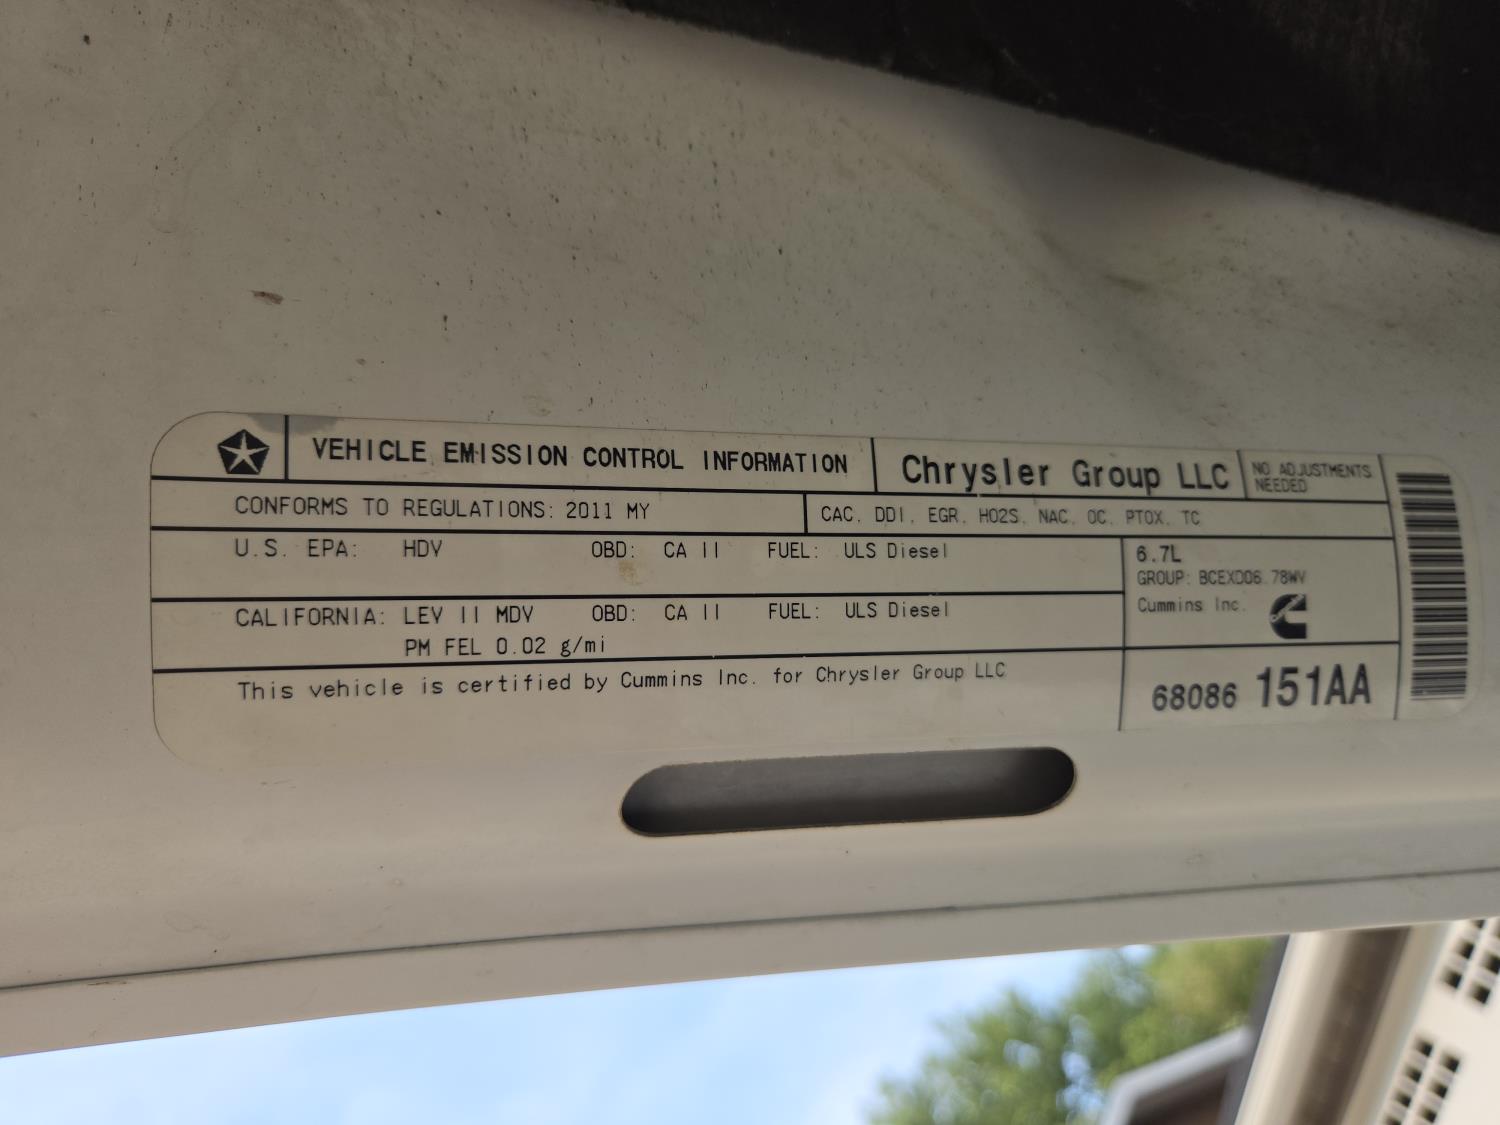 VEHICLE EMISSION CONTROL INFORMATION
Chrysler Group LLC
NO ADJUSTMENTS
NEEDED
CONFORMS TO REGULATIONS: 2011 MY
CAC, DDI, EGR, HO2S, NAC, OC, PTOX, TC
U.S. EPA: HDV OBD: CA II FUEL: ULS Diesel
CALIFORNIA: LEV II MDV OBD: CA II FUEL: ULS Diesel
PM FEL 0.02 g/mi
6.7L
GROUP: BCEXD06.78WV
Cummins Inc.
This vehicle is certified by Cummins Inc. for Chrysler Group LLC
68086 151AA